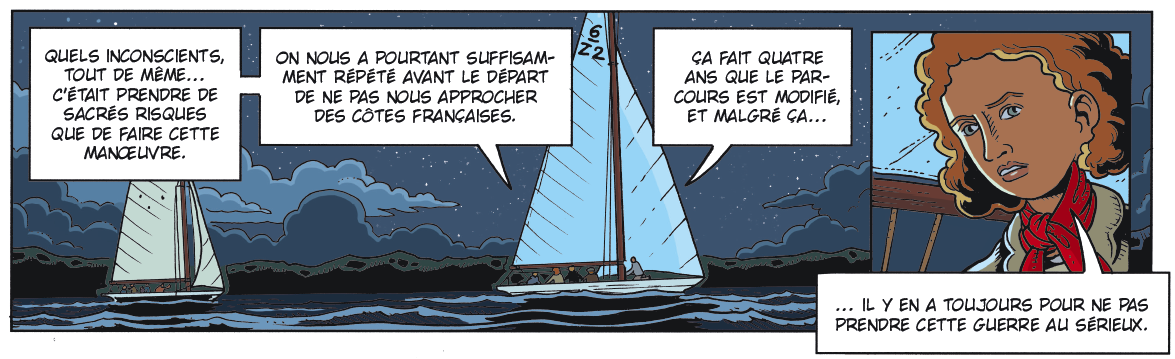 QUELS INCONSCIENTS,
TOUT DE MÊME...
C'ÉTAIT PRENDRE DE
SACRÉS RISQUES
QUE DE FAIRE CETTE
MANŒUVRE.
ON NOUS A POURTANT SUFFISAM-
MENT RÉPÉTÉ AVANT LE DÉPART
DE NE PAS NOUS APPROCHER
DES CÔTES FRANÇAISES.
6
Z2
ÇA FAIT QUATRE
ANS QUE LE PAR-
COURS EST MODIFIÉ,
ET MALGRÉ ÇA...
... IL Y EN A TOUJOURS POUR NE PAS
PRENDRE CETTE GUERRE AU SÉRIEUX.